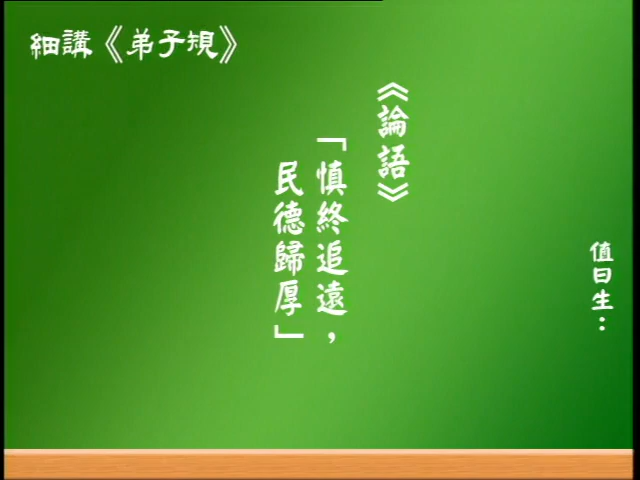 細講《弟子規》
《論語》
「慎終追遠，
民德歸厚」
值日生：